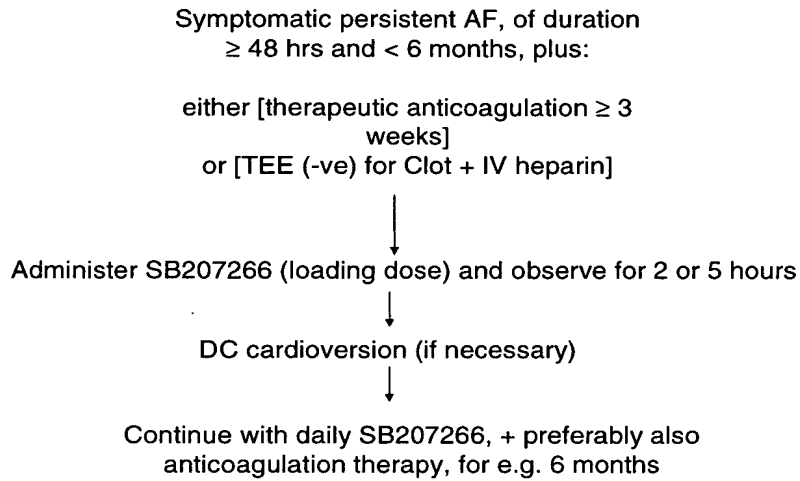 Symptomatic persistent AF, of duration
≥ 48 hrs and < 6 months, plus:
either [therapeutic anticoagulation ≥ 3
weeks]
or [TEE (-ve) for Clot + IV heparin]
Administer SB207266 (loading dose) and observe for 2 or 5 hours
DC cardioversion (if necessary)
Continue with daily SB207266, + preferably also
anticoagulation therapy, for e.g. 6 months